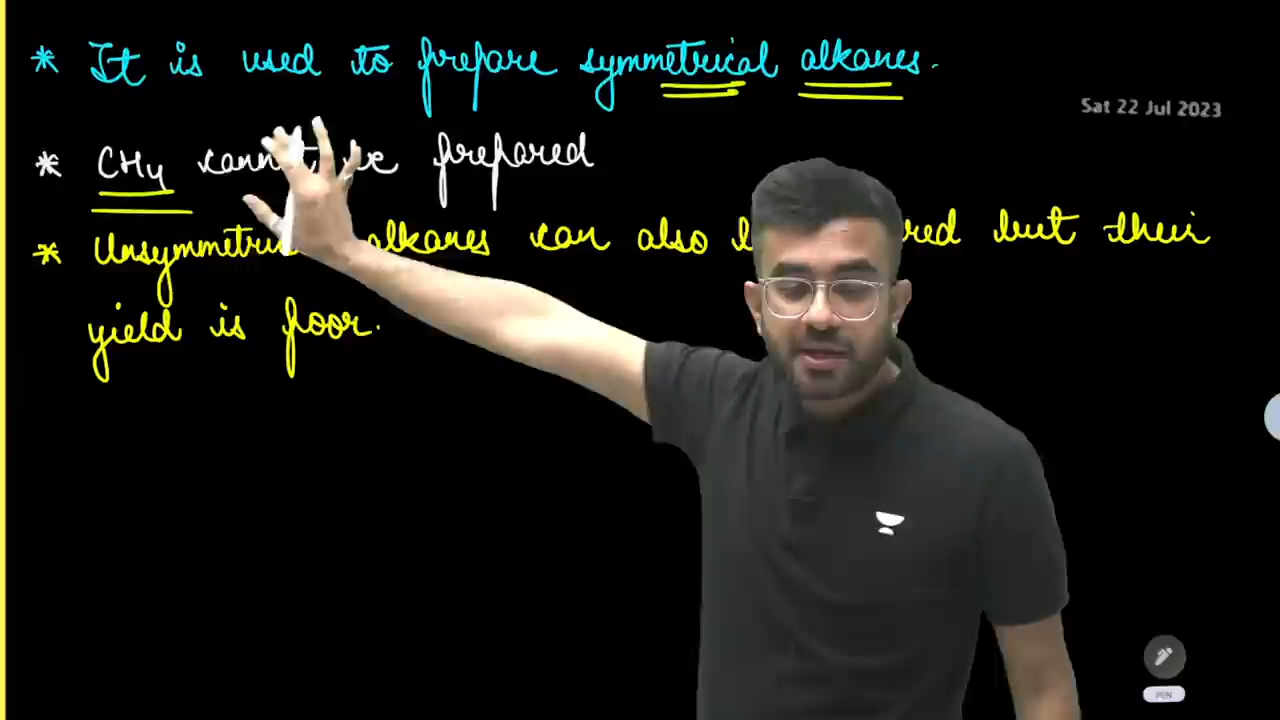 * It is used to prepare symmetrical alkanes.
Sat 22 Jul 2023
* CH4 prepared
* alkanes can also but their
yield is poor.
PEN